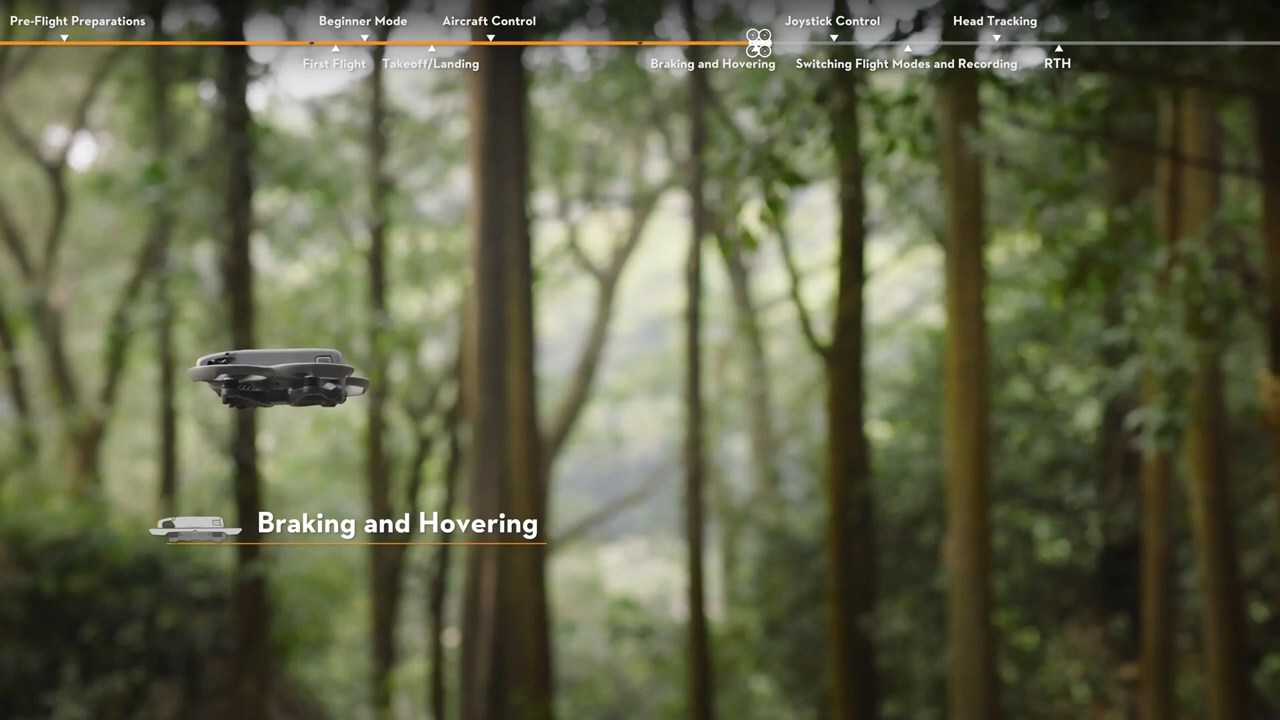 Pre-Flight Preparations
Beginner Mode
Aircraft Control
Joystick Control
Head Tracking
First Flight
Takeoff/Landing
Braking and Hovering
Switching Flight Modes and Recording
RTH
Braking and Hovering